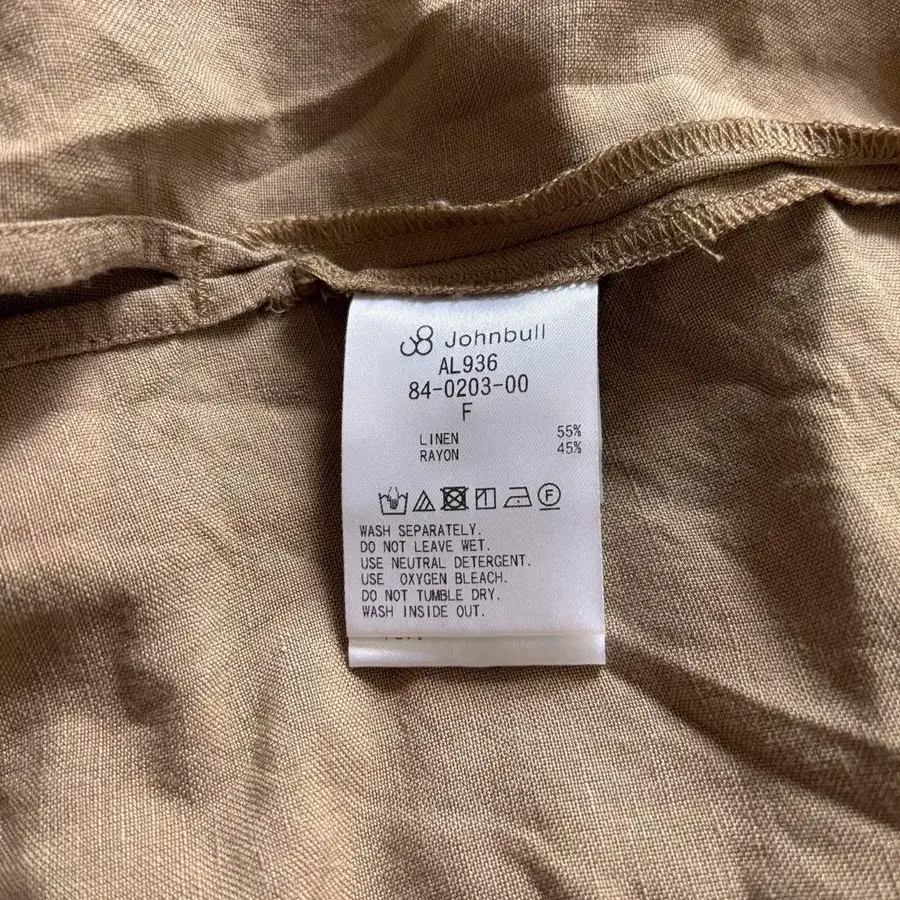 Johnbull
AL936
84-0203-00
F
LINEN 55%
RAYON 45%
F
WASH SEPARATELY.
DO NOT LEAVE WET.
USE NEUTRAL DETERGENT.
USE OXYGEN BLEACH.
DO NOT TUMBLE DRY.
WASH INSIDE OUT.